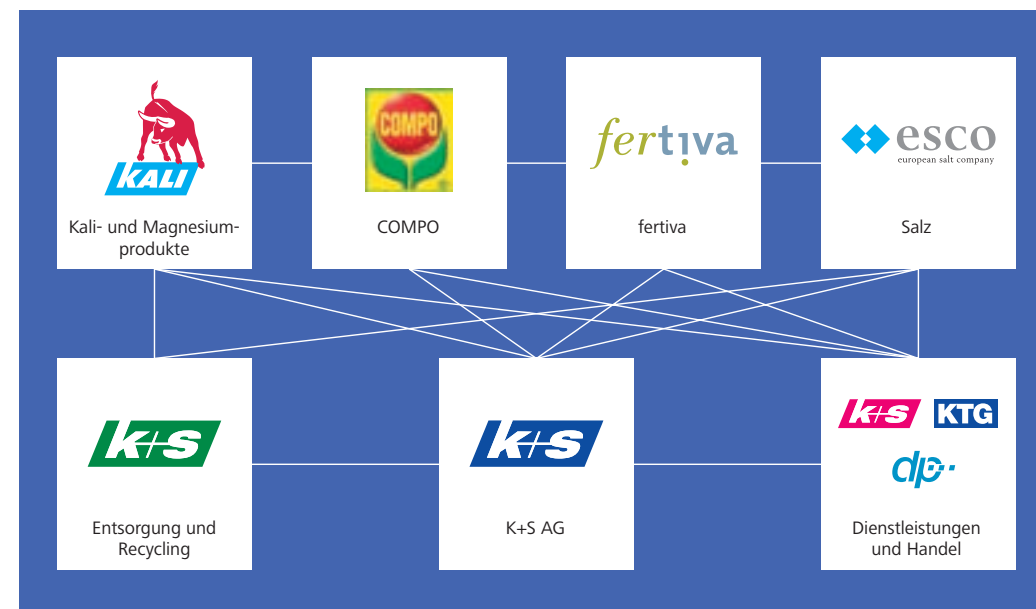 KALI
Kali- und Magnesium-
produkte
COMPO
COMPO
fertiva
fertiva
esco
european salt company
Salz
K+S
Entsorgung und
Recycling
K+S
K+S AG
K+S KTG
dp
Dienstleistungen
und Handel